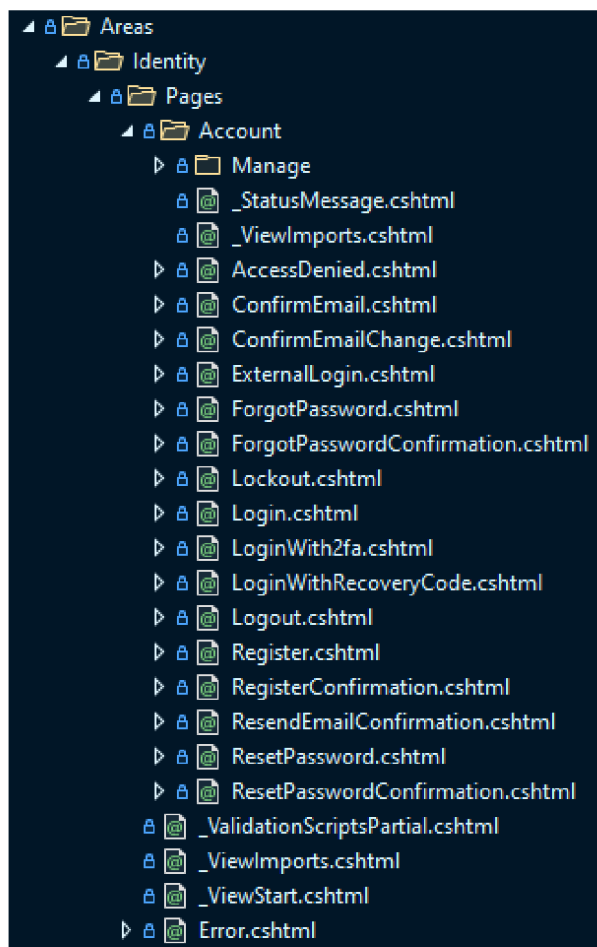 Areas
Identity
Pages
Account
Manage
_StatusMessage.cshtml
_ViewImports.cshtml
AccessDenied.cshtml
ConfirmEmail.cshtml
ConfirmEmailChange.cshtml
ExternalLogin.cshtml
ForgotPassword.cshtml
ForgotPasswordConfirmation.cshtml
Lockout.cshtml
Login.cshtml
LoginWith2fa.cshtml
LoginWithRecoveryCode.cshtml
Logout.cshtml
Register.cshtml
RegisterConfirmation.cshtml
ResendEmailConfirmation.cshtml
ResetPassword.cshtml
ResetPasswordConfirmation.cshtml
_ValidationScriptsPartial.cshtml
_ViewImports.cshtml
_ViewStart.cshtml
Error.cshtml